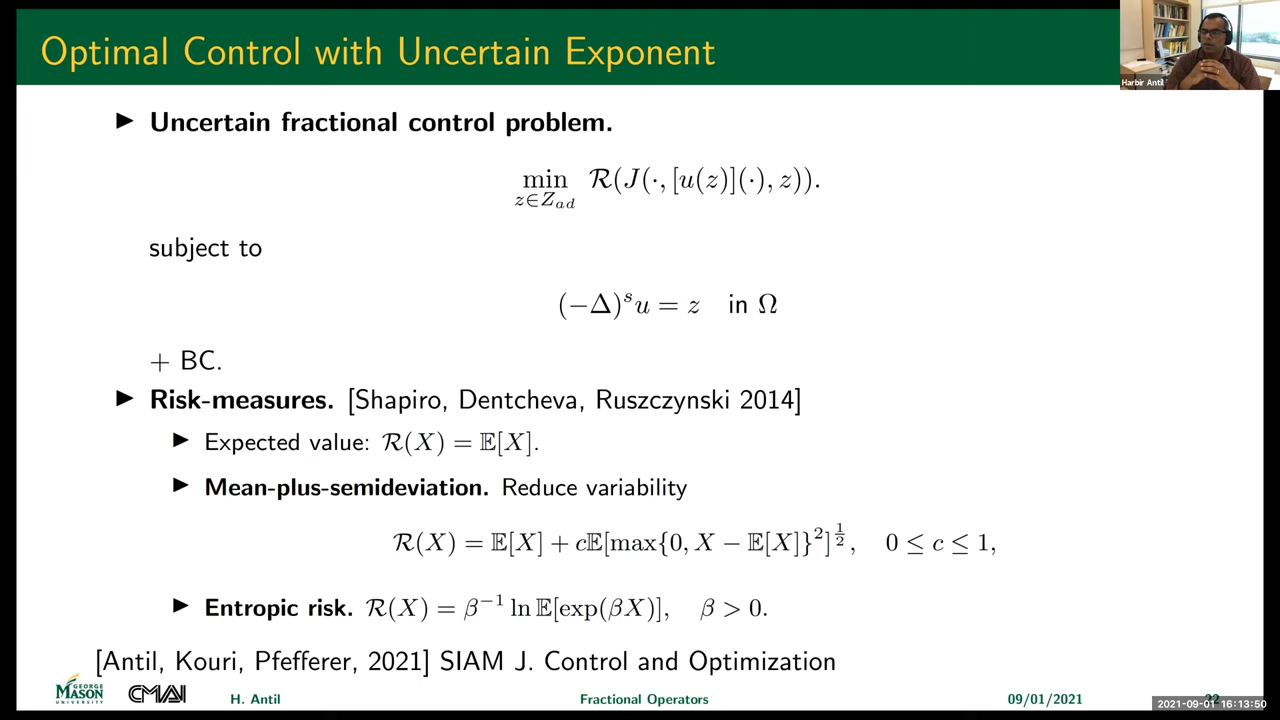 Optimal Control with Uncertain Exponent
Harbir Antil
▶ Uncertain fractional control problem.
min_{z∈Z_{ad}} ℛ(J(·, [u(z)](·), z)).
subject to
(−Δ)^s u = z in Ω
+ BC.
▶ Risk-measures. [Shapiro, Dentcheva, Ruszczynski 2014]
▶ Expected value: ℛ(X) = 𝔼[X].
▶ Mean-plus-semideviation. Reduce variability
ℛ(X) = 𝔼[X] + c𝔼[max{0, X − 𝔼[X]}²]^{1/2}, 0 ≤ c ≤ 1,
▶ Entropic risk. ℛ(X) = β⁻¹ ln 𝔼[exp(βX)], β > 0.
[Antil, Kouri, Pfefferer, 2021] SIAM J. Control and Optimization
GEORGE MASON UNIVERSITY
CMAI
H. Antil
Fractional Operators
09/01/2021
2021-09-01 16:13:50